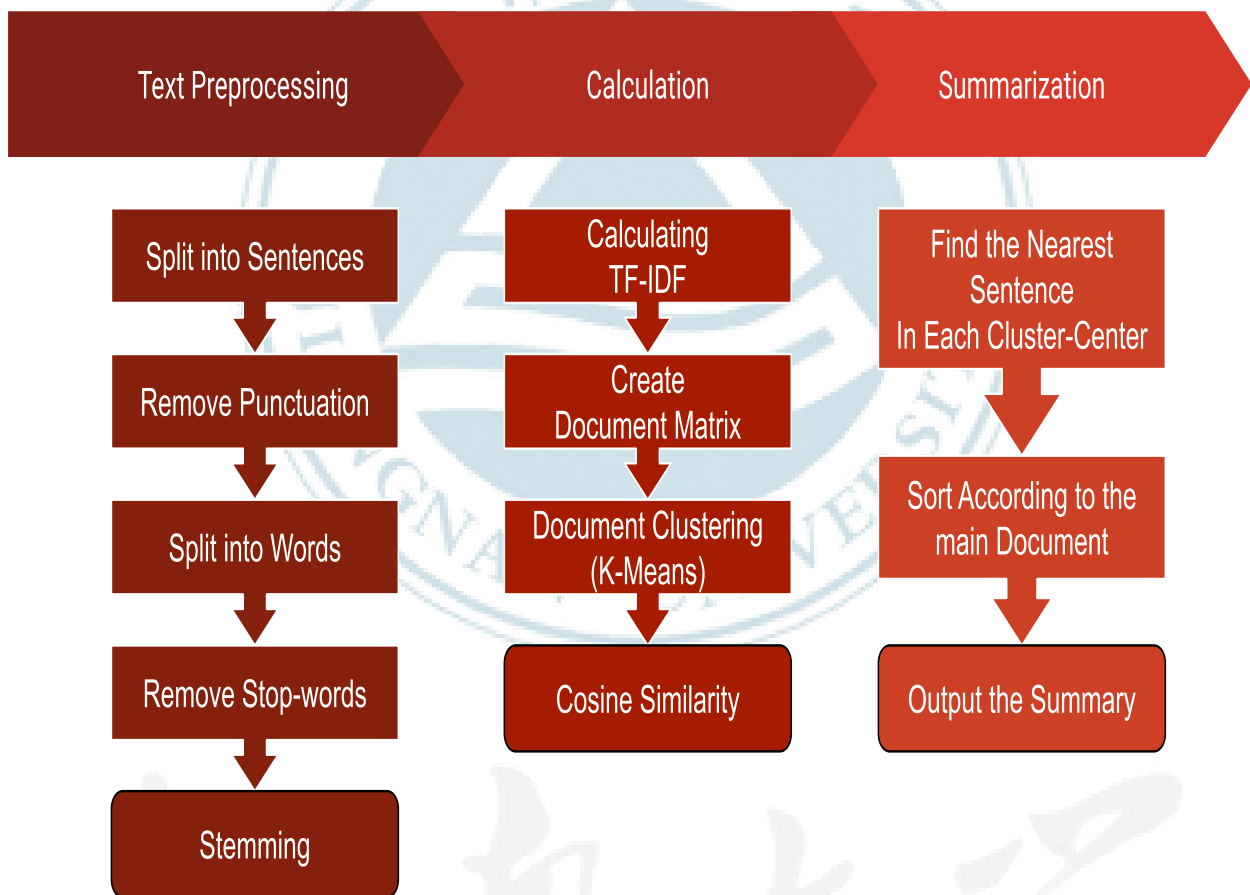 Text Preprocessing
Calculation
Summarization
Split into Sentences
Remove Punctuation
Split into Words
Remove Stop-words
Stemming
Calculating
TF-IDF
Create
Document Matrix
Document Clustering
(K-Means)
Cosine Similarity
Find the Nearest
Sentence
In Each Cluster-Center
Sort According to the
main Document
Output the Summary